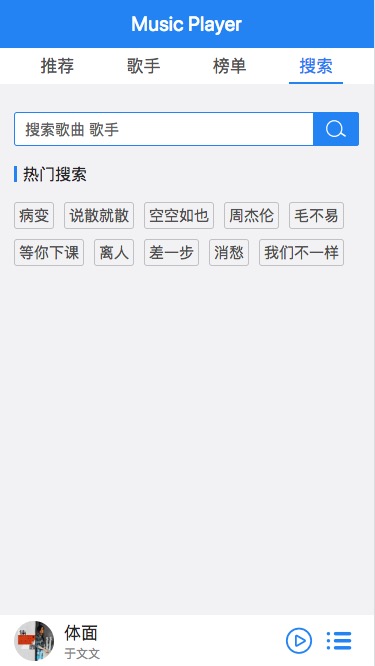 Music Player
推荐 歌手 榜单 搜索
搜索歌曲 歌手
热门搜索
病变 说散就散 空空如也 周杰伦 毛不易
等你下课 离人 差一步 消愁 我们不一样
体面
于文文